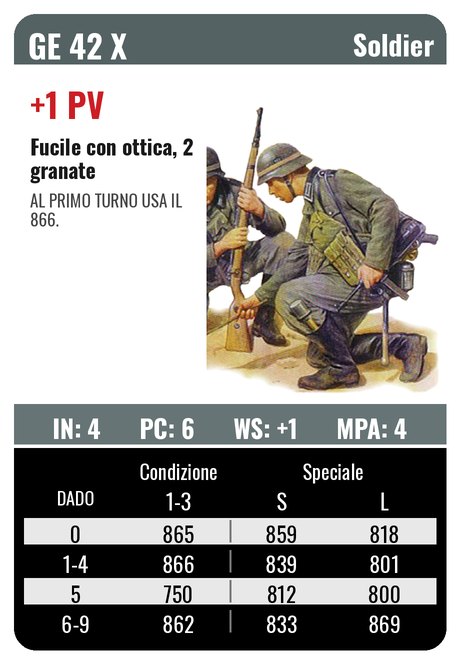 GE 42 X Soldier
+1 PV
Fucile con ottica, 2
granate
AL PRIMO TURNO USA IL
866.
IN: 4 PC: 6 WS: +1 MPA: 4
Condizione Speciale
DADO 1-3 S L
0 865 859 818
1-4 866 839 801
5 750 812 800
6-9 862 833 869